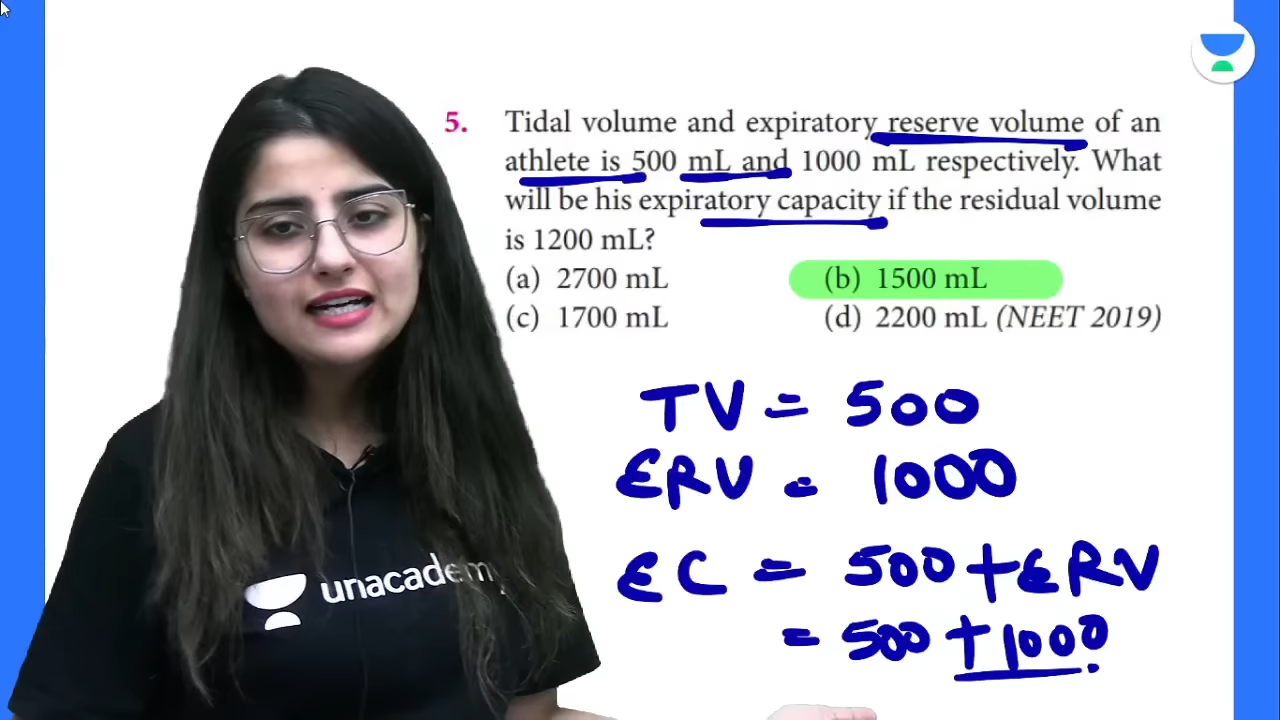 5. Tidal volume and expiratory reserve volume of an
athlete is 500 mL and 1000 mL respectively. What
will be his expiratory capacity if the residual volume
is 1200 mL?
(a) 2700 mL (b) 1500 mL
(c) 1700 mL (d) 2200 mL (NEET 2019)
TV = 500
ERV = 1000
EC = 500 + ERV
= 500 + 1000
unacademy